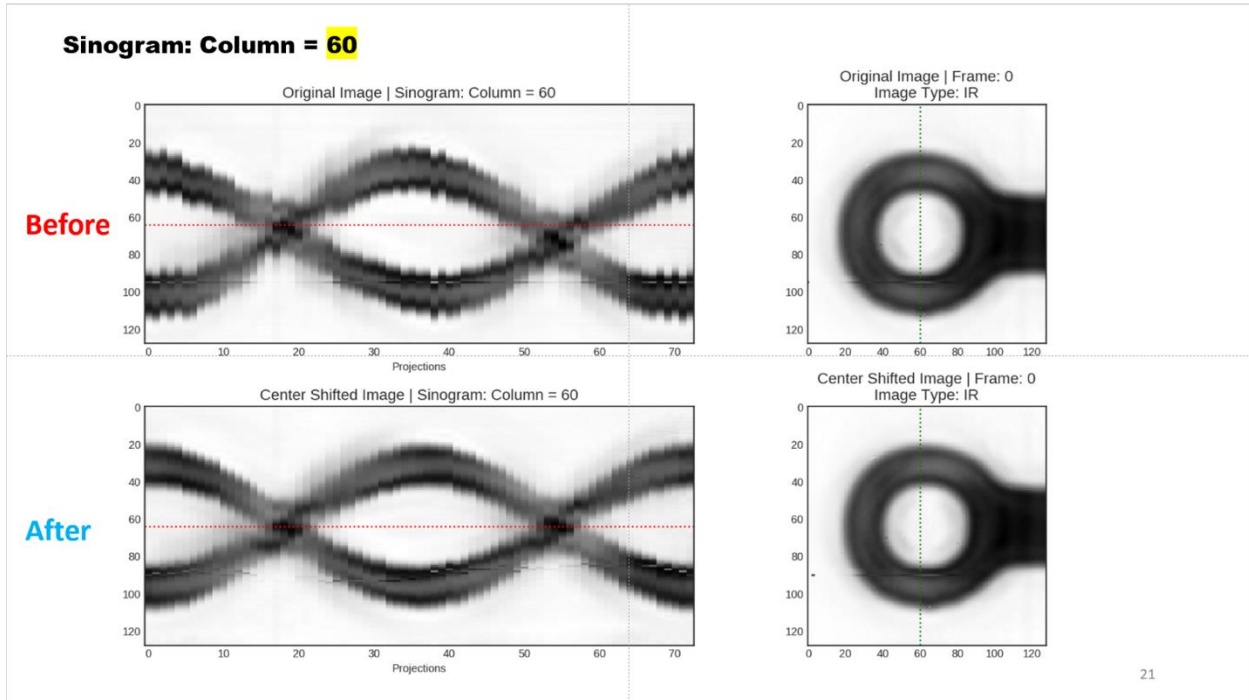 Sinogram: Column = 60
Original Image | Sinogram: Column = 60
0
20
40
60
80
100
120
0 10 20 30 40 50 60 70
Projections
Original Image | Frame: 0
Image Type: IR
0
20
40
60
80
100
120
0 20 40 60 80 100 120
Before
Center Shifted Image | Sinogram: Column = 60
0
20
40
60
80
100
120
0 10 20 30 40 50 60 70
Projections
Center Shifted Image | Frame: 0
Image Type: IR
0
20
40
60
80
100
120
0 20 40 60 80 100 120
After
21